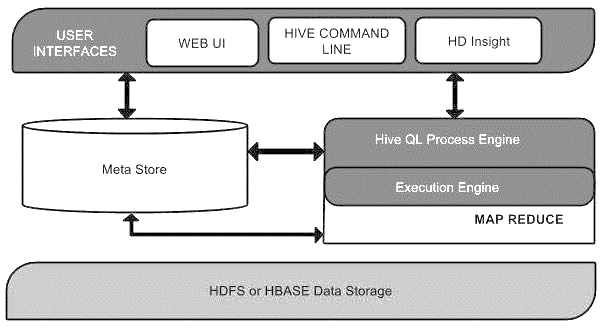 USER
INTERFACES
WEB UI
HIVE COMMAND
LINE
HD Insight
Meta Store
Hive QL Process Engine
Execution Engine
MAP REDUCE
HDFS or HBASE Data Storage